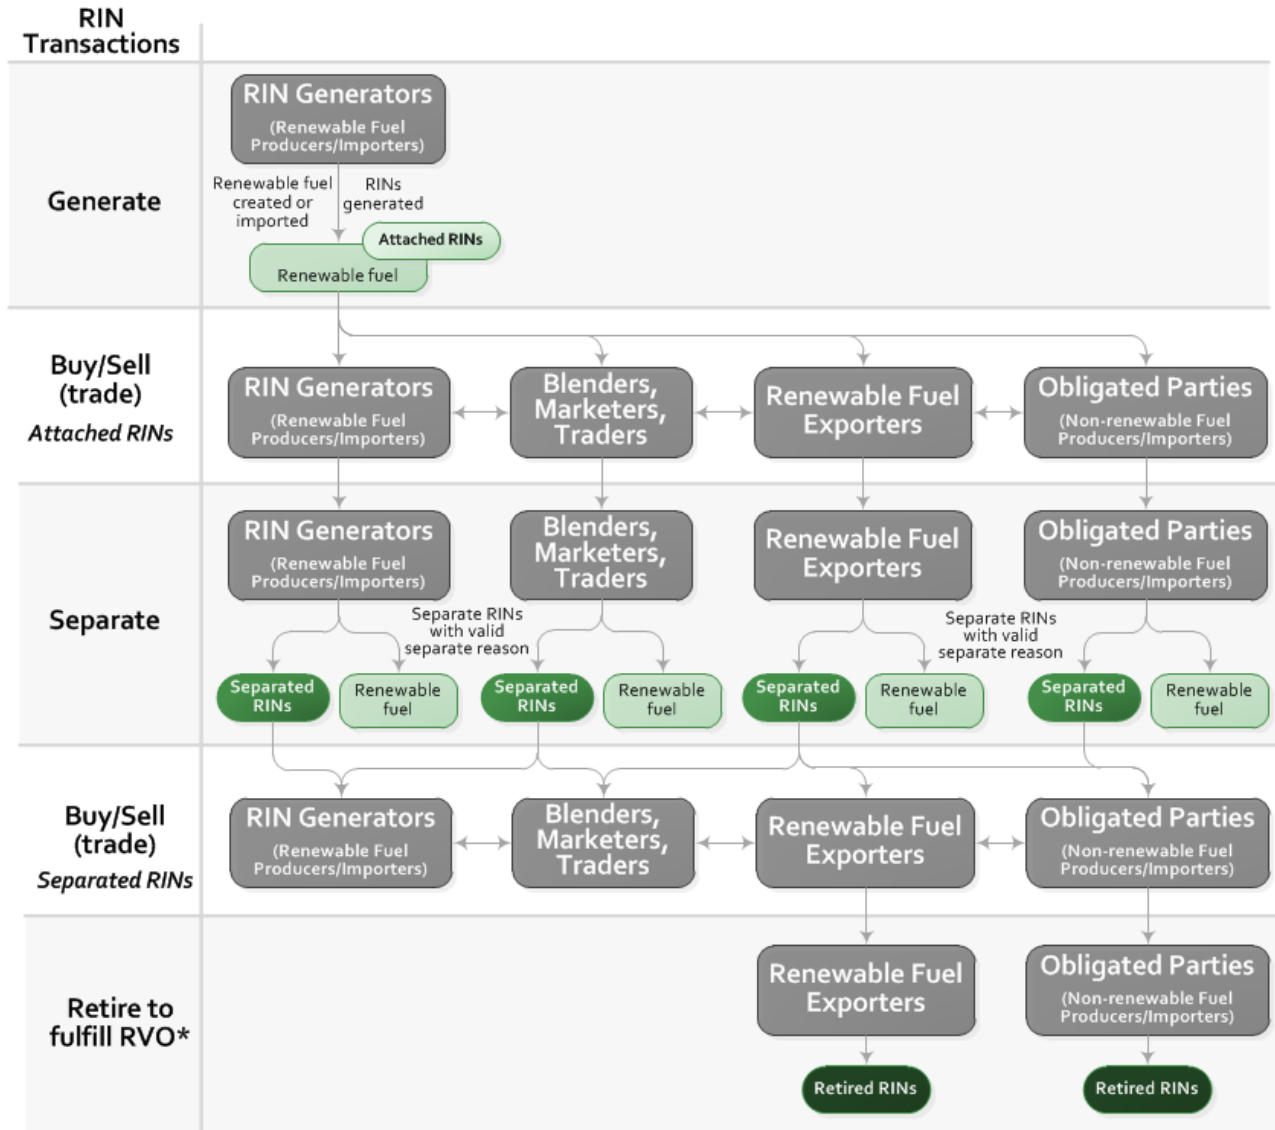 RIN
Transactions
Generate
RIN Generators
(Renewable Fuel
Producers/Importers)
Renewable fuel
created or
imported
RINs
generated
Attached RINs
Renewable fuel
Buy/Sell
(trade)
Attached RINs
RIN Generators
(Renewable Fuel
Producers/Importers)
Blenders,
Marketers,
Traders
Renewable Fuel
Exporters
Obligated Parties
(Non-renewable Fuel
Producers/Importers)
Separate
RIN Generators
(Renewable Fuel
Producers/Importers)
Blenders,
Marketers,
Traders
Renewable Fuel
Exporters
Obligated Parties
(Non-renewable Fuel
Producers/Importers)
Separate RINs
with valid
separate reason
Separate RINs
with valid
separate reason
Separated
RINs
Renewable
fuel
Separated
RINs
Renewable
fuel
Separated
RINs
Renewable
fuel
Separated
RINs
Renewable
fuel
Buy/Sell
(trade)
Separated RINs
RIN Generators
(Renewable Fuel
Producers/Importers)
Blenders,
Marketers,
Traders
Renewable Fuel
Exporters
Obligated Parties
(Non-renewable Fuel
Producers/Importers)
Retire to
fulfill RVO*
Renewable Fuel
Exporters
Obligated Parties
(Non-renewable Fuel
Producers/Importers)
Retired RINs
Retired RINs